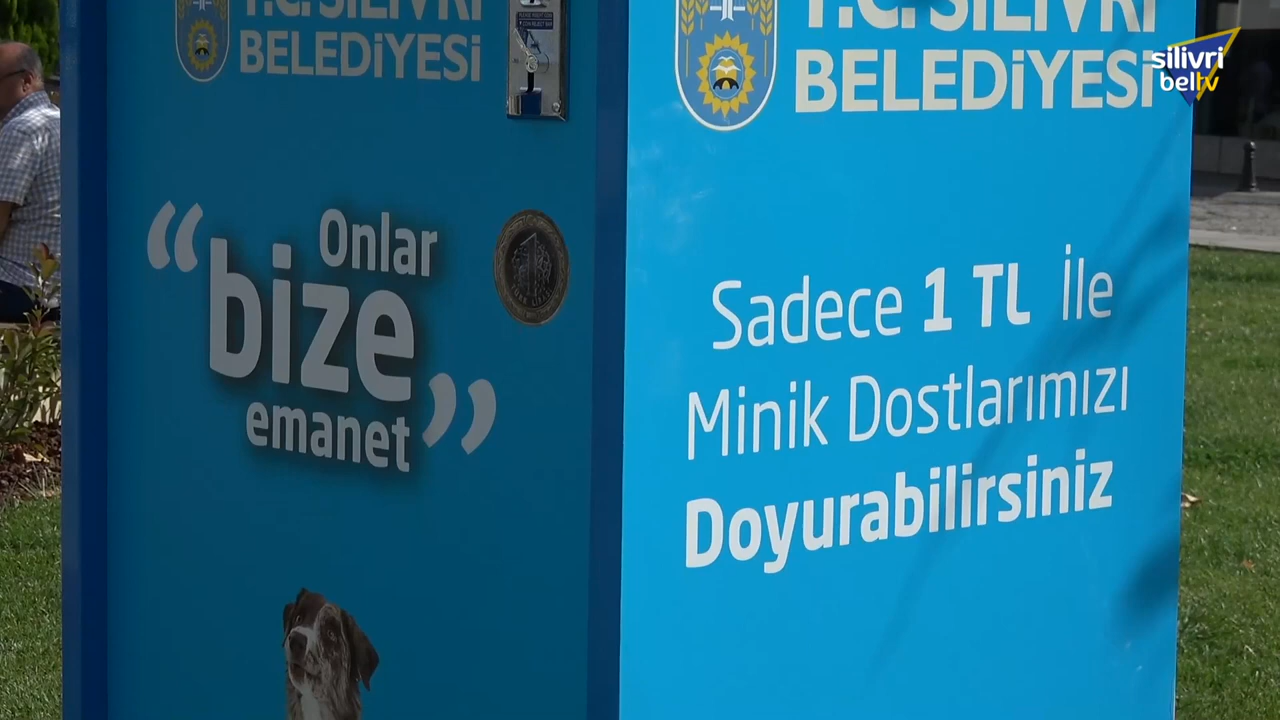 T.C. SİLİVRİ
BELEDİYESİ
“Onlar
bize
emanet”
1
T.C. SİLİVRİ
BELEDİYESİ
Sadece 1 TL İle
Minik Dostlarımızı
Doyurabilirsiniz
silivri
beltv